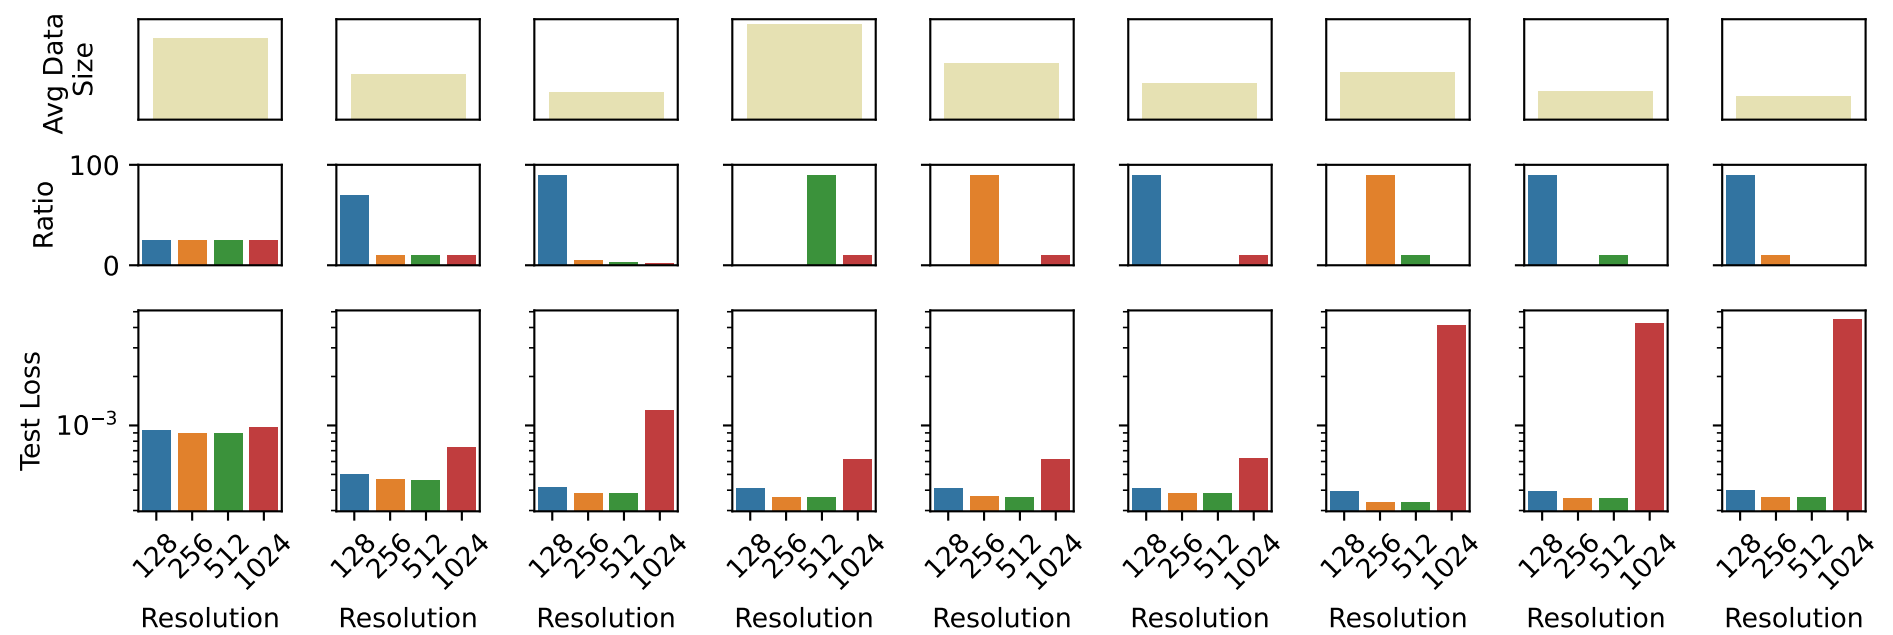 Avg Data
Size
Ratio
100
0
Test Loss
10⁻³
128 256 512 1024 128 256 512 1024 128 256 512 1024 128 256 512 1024 128 256 512 1024 128 256 512 1024 128 256 512 1024 128 256 512 1024 128 256 512 1024
Resolution Resolution Resolution Resolution Resolution Resolution Resolution Resolution Resolution